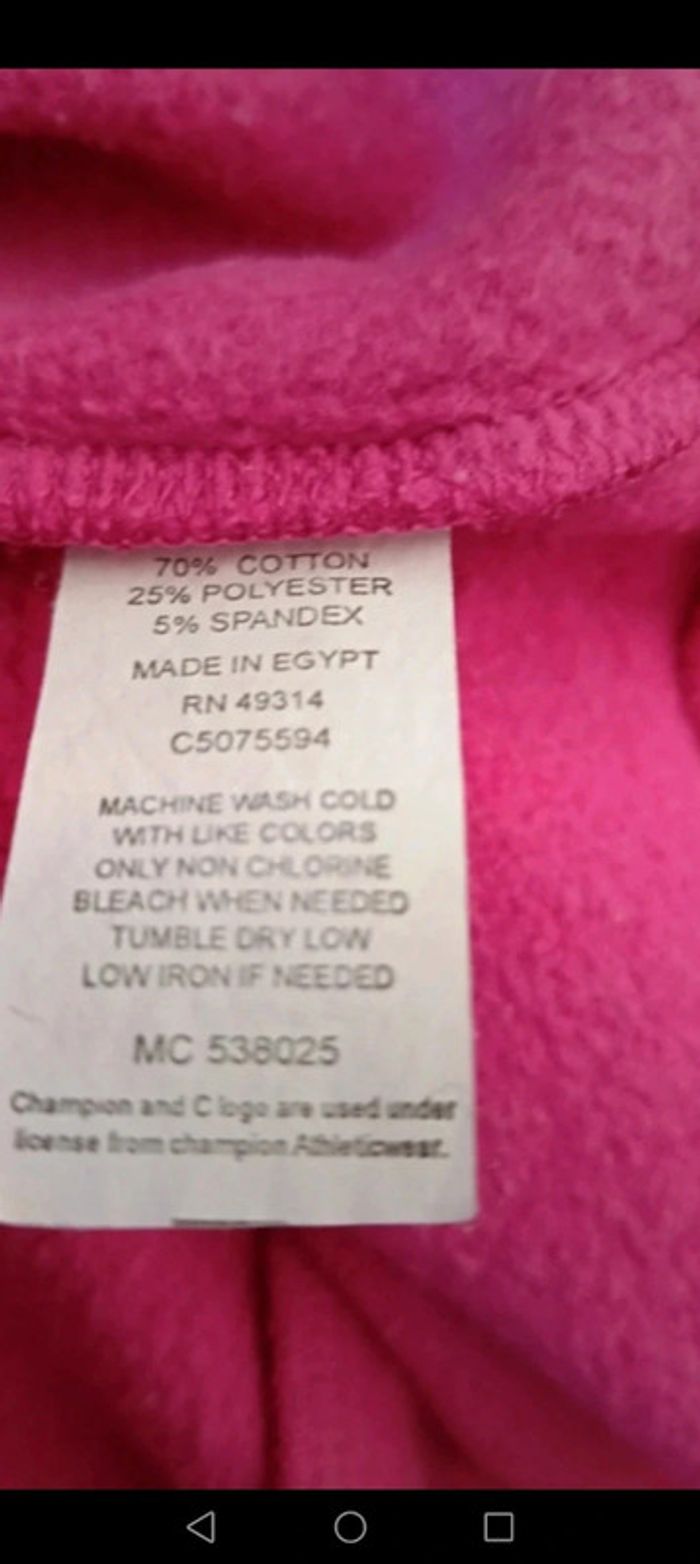 70% COTTON
25% POLYESTER
5% SPANDEX
MADE IN EGYPT
RN 49314
C5075594
MACHINE WASH COLD
WITH LIKE COLORS
ONLY NON CHLORINE
BLEACH WHEN NEEDED
TUMBLE DRY LOW
LOW IRON IF NEEDED
MC 538025
Champion and C logo are used under
license from champion Athleticwear.